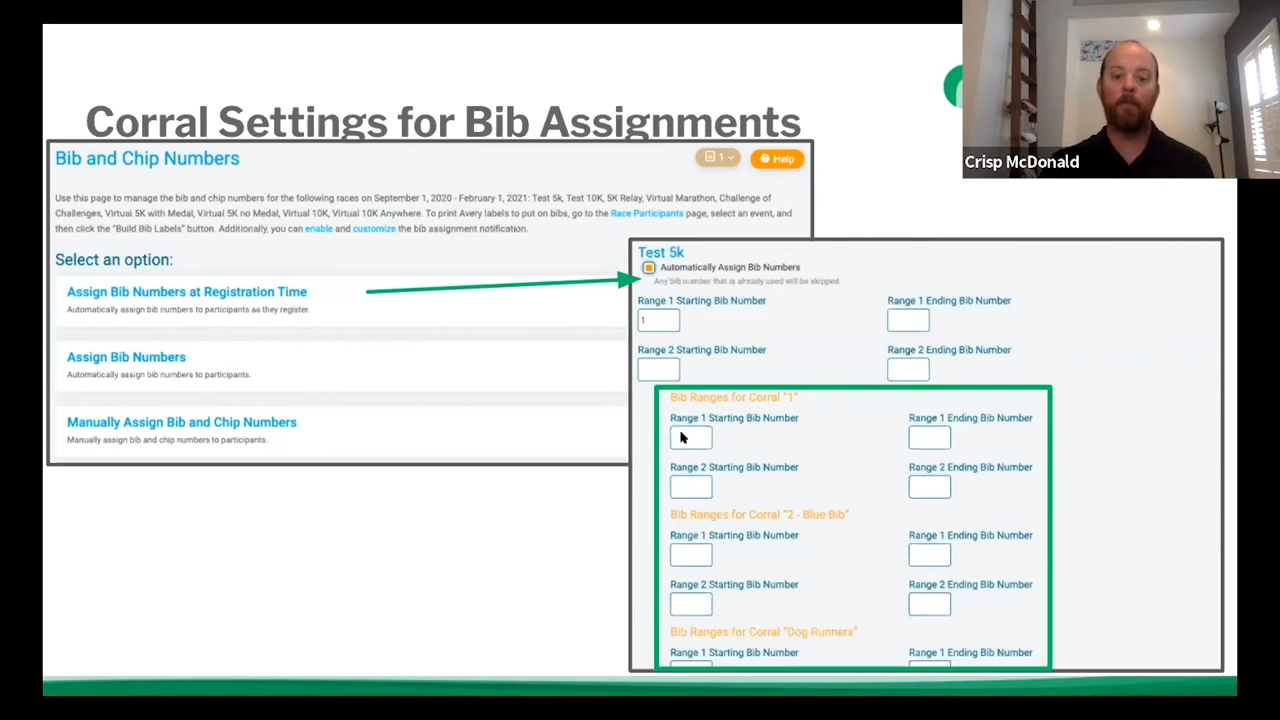 Corral Settings for Bib Assignments
Crisp McDonald
Bib and Chip Numbers
1
Help
Use this page to manage the bib and chip numbers for the following races on September 1, 2020 - February 1, 2021: Test 5k, Test 10K, 5K Relay, Virtual Marathon, Challenge of
Challenges, Virtual 5K with Medal, Virtual 5K no Medal, Virtual 10K, Virtual 10K Anywhere. To print Avery labels to put on bibs, go to the Race Participants page, select an event, and
then click the "Build Bib Labels" button. Additionally, you can enable and customize the bib assignment notification.
Select an option:
Assign Bib Numbers at Registration Time
Automatically assign bib numbers to participants as they register.
Assign Bib Numbers
Automatically assign bib numbers to participants.
Manually Assign Bib and Chip Numbers
Manually assign bib and chip numbers to participants.
Test 5k
Automatically Assign Bib Numbers
Any bib number that is already used will be skipped.
Range 1 Starting Bib Number
Range 1 Ending Bib Number
1
Range 2 Starting Bib Number
Range 2 Ending Bib Number
Bib Ranges for Corral "1"
Range 1 Starting Bib Number
Range 1 Ending Bib Number
Range 2 Starting Bib Number
Range 2 Ending Bib Number
Bib Ranges for Corral "2 - Blue Bib"
Range 1 Starting Bib Number
Range 1 Ending Bib Number
Range 2 Starting Bib Number
Range 2 Ending Bib Number
Bib Ranges for Corral "Dog Runners"
Range 1 Starting Bib Number
Range 1 Ending Bib Number